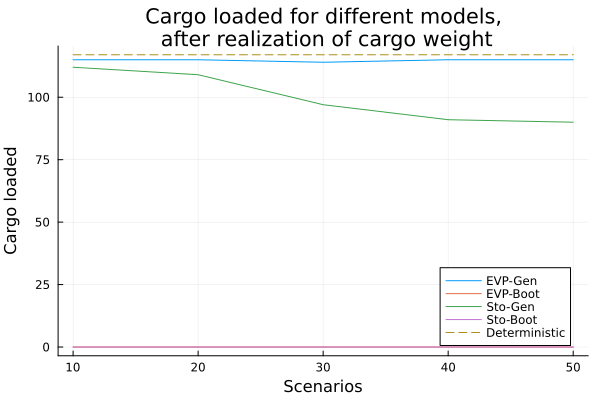 Cargo loaded for different models,
after realization of cargo weight
Cargo loaded
100
75
50
25
0
10
20
30
40
50
Scenarios
EVP-Gen
EVP-Boot
Sto-Gen
Sto-Boot
Deterministic